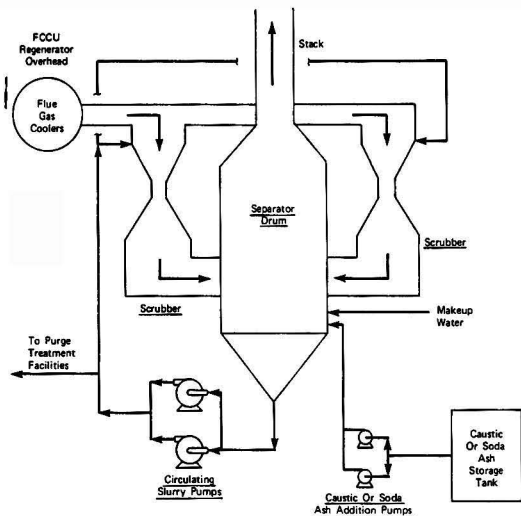 FCCU
Regenerator
Overhead
Stack
Flue
Gas
Coolers
Separator
Drum
Scrubber
Scrubber
Makeup
Water
To Purge
Treatment
Facilities
Caustic
Or Soda
Ash
Storage
Tank
Circulating
Slurry Pumps
Caustic Or Soda
Ash Addition Pumps